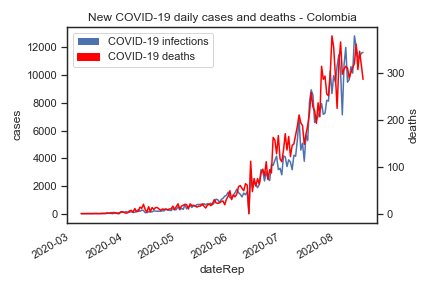 New COVID-19 daily cases and deaths - Colombia
COVID-19 infections
COVID-19 deaths
12000
10000
8000
6000
4000
2000
0
cases
300
200
100
0
deaths
2020-03
2020-04
2020-05
2020-06
2020-07
2020-08
dateRep